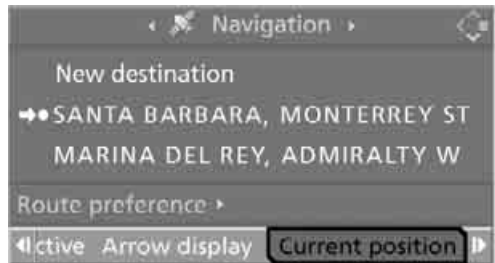 Navigation
New destination
SANTA BARBARA, MONTERREY ST
MARINA DEL REY, ADMIRALTY W
Route preference
ctive Arrow display Current position